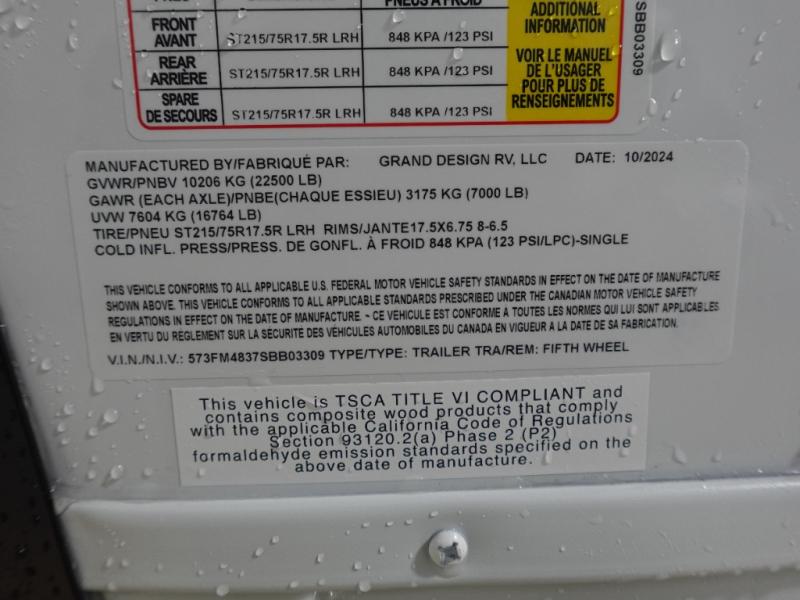 PNEUS À FROID
ADDITIONAL
INFORMATION
FRONT
AVANT
ST215/75R17.5R LRH
848 KPA /123 PSI
REAR
ARRIÈRE
ST215/75R17.5R LRH
848 KPA /123 PSI
SPARE
DE SECOURS
ST215/75R17.5R LRH
848 KPA /123 PSI
VOIR LE MANUEL
DE L'USAGER
POUR PLUS DE
RENSEIGNEMENTS
SBB03309
MANUFACTURED BY/FABRIQUÉ PAR: GRAND DESIGN RV, LLC DATE: 10/2024
GVWR/PNBV 10206 KG (22500 LB)
GAWR (EACH AXLE)/PNBE(CHAQUE ESSIEU) 3175 KG (7000 LB)
UVW 7604 KG (16764 LB)
TIRE/PNEU ST215/75R17.5R LRH RIMS/JANTE17.5X6.75 8-6.5
COLD INFL. PRESS/PRESS. DE GONFL. À FROID 848 KPA (123 PSI/LPC)-SINGLE
THIS VEHICLE CONFORMS TO ALL APPLICABLE U.S. FEDERAL MOTOR VEHICLE SAFETY STANDARDS IN EFFECT ON THE DATE OF MANUFACTURE
SHOWN ABOVE. THIS VEHICLE CONFORMS TO ALL APPLICABLE STANDARDS PRESCRIBED UNDER THE CANADIAN MOTOR VEHICLE SAFETY
REGULATIONS IN EFFECT ON THE DATE OF MANUFACTURE. ~ CE VEHICULE EST CONFORME A TOUTES LES NORMES QUI LUI SONT APPLICABLES
EN VERTU DU REGLEMENT SUR LA SECURITE DES VÉHICULES AUTOMOBILES DU CANADA EN VIGUEUR A LA DATE DE SA FABRICATION.
V.I.N./N.I.V.: 573FM4837SBB03309 TYPE/TYPE: TRAILER TRA/REM: FIFTH WHEEL
This vehicle is TSCA TITLE VI COMPLIANT and
contains composite wood products that comply
with the applicable California Code of Regulations
Section 93120.2(a) Phase 2 (P2)
formaldehyde emission standards specified on the
above date of manufacture.